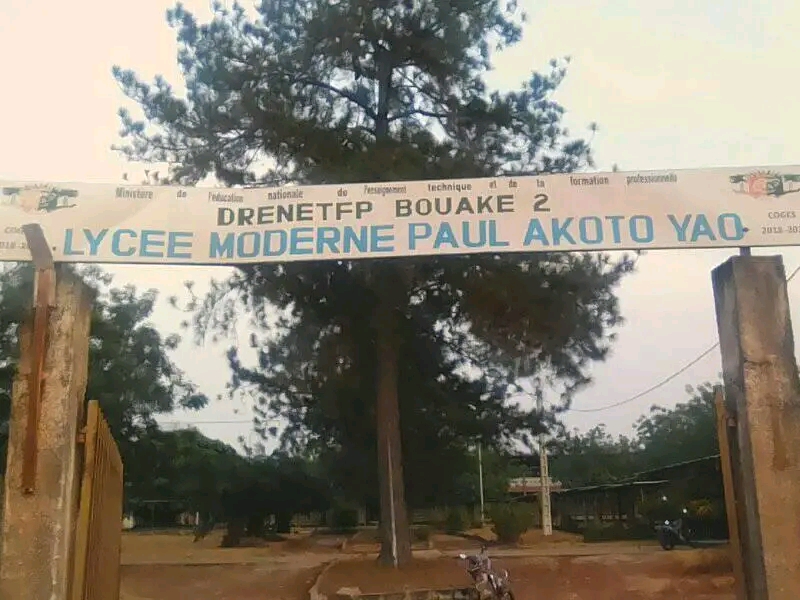 Ministère de l'éducation nationale de l'enseignement technique et de la formation professionnelle
DRENETFP BOUAKE 2
LYCEE MODERNE PAUL AKOTO YAO
COGES